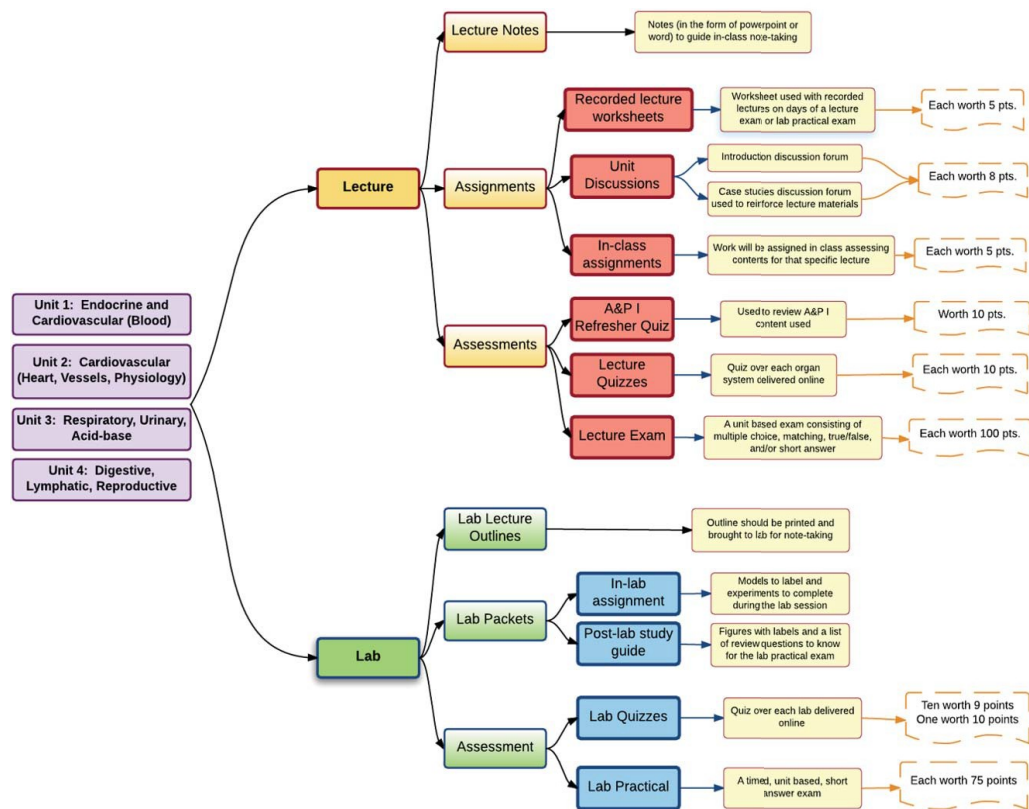 Lecture Notes
Notes (in the form of powerpoint or
word) to guide in-class note-taking
Recorded lecture
worksheets
Worksheet used with recorded
lectures on days of a lecture
exam or lab practical exam
Each worth 5 pts.
Lecture
Assignments
Unit
Discussions
Introduction discussion forum
Case studies discussion forum
used to reinforce lecture materials
Each worth 8 pts.
In-class
assignments
Work will be assigned in class assessing
contents for that specific lecture
Each worth 5 pts.
Unit 1: Endocrine and
Cardiovascular (Blood)
Unit 2: Cardiovascular
(Heart, Vessels, Physiology)
Unit 3: Respiratory, Urinary,
Acid-base
Unit 4: Digestive,
Lymphatic, Reproductive
Assessments
A&P I
Refresher Quiz
Used to review A&P I
content used
Worth 10 pts.
Lecture
Quizzes
Quiz over each organ
system delivered online
Each worth 10 pts.
Lecture Exam
A unit based exam consisting of
multiple choice, matching, true/false,
and/or short answer
Each worth 100 pts.
Lab Lecture
Outlines
Outline should be printed and
brought to lab for note-taking
Lab
Lab Packets
In-lab
assignment
Models to label and
experiments to complete
during the lab session
Post-lab study
guide
Figures with labels and a list
of review questions to know
for the lab practical exam
Assessment
Lab Quizzes
Quiz over each lab delivered
online
Ten worth 9 points
One worth 10 points
Lab Practical
A timed, unit based, short
answer exam
Each worth 75 points